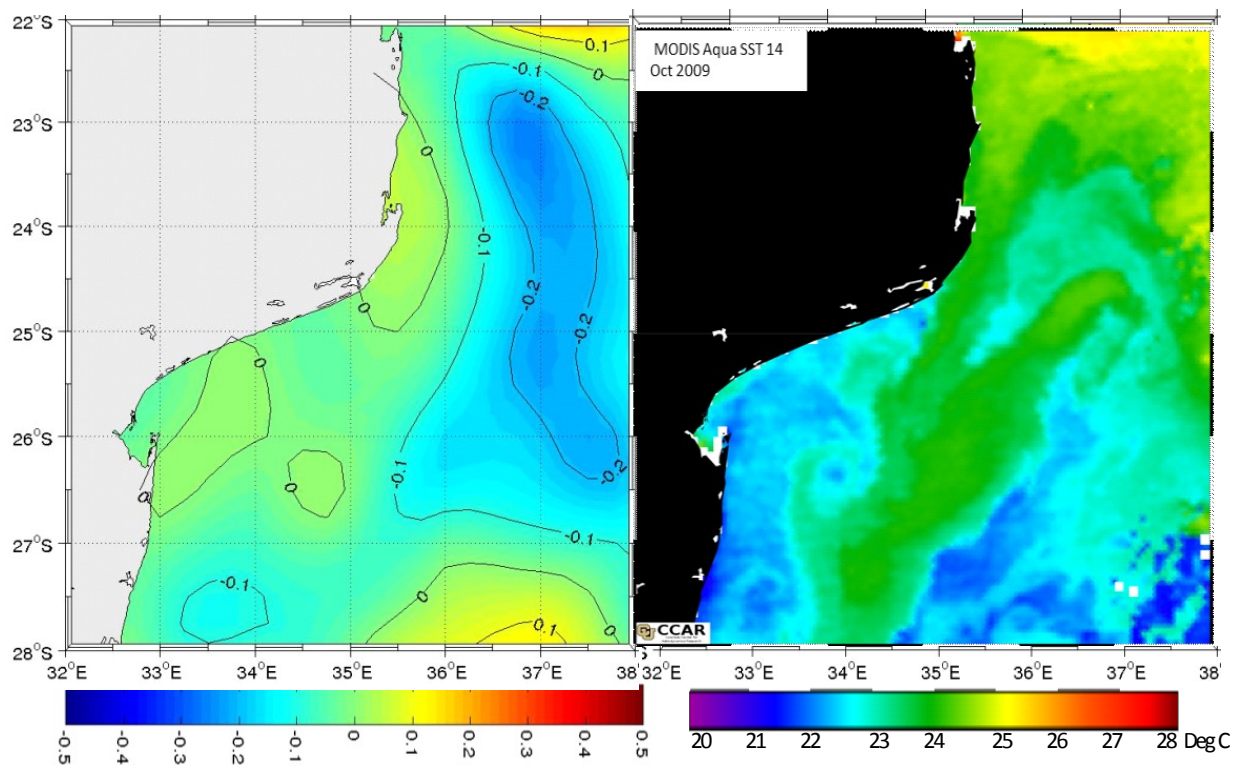 22°S
23°S
24°S
25°S
26°S
27°S
28°S
32°E
33°E
34°E
35°E
36°E
37°E
38
0.1
0
-0.1
-0.2
0
-0.1
-0.2
-0.2
0
0
-0.1
-0.2
0
0
-0.1
-0.1
0
0.1
0
-0.5
-0.4
-0.3
-0.2
-0.1
0
0.1
0.2
0.3
0.4
0.5
MODIS Aqua SST 14
Oct 2009
CCAR
S
32°E
33°E
34°E
35°E
36°E
37°E
38
20 21 22 23 24 25 26 27 28 Deg C